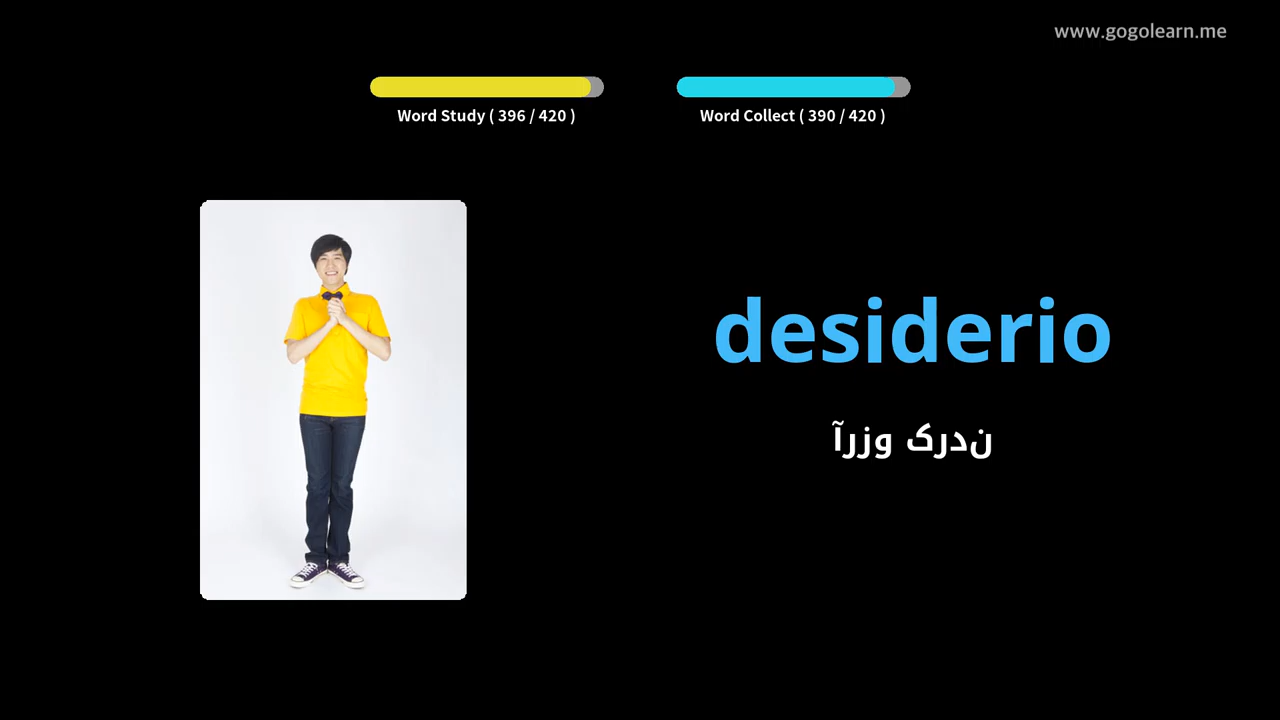 www.gogolearn.me
Word Study ( 396 / 420 )
Word Collect ( 390 / 420 )
desiderio
ندرک وزرآ